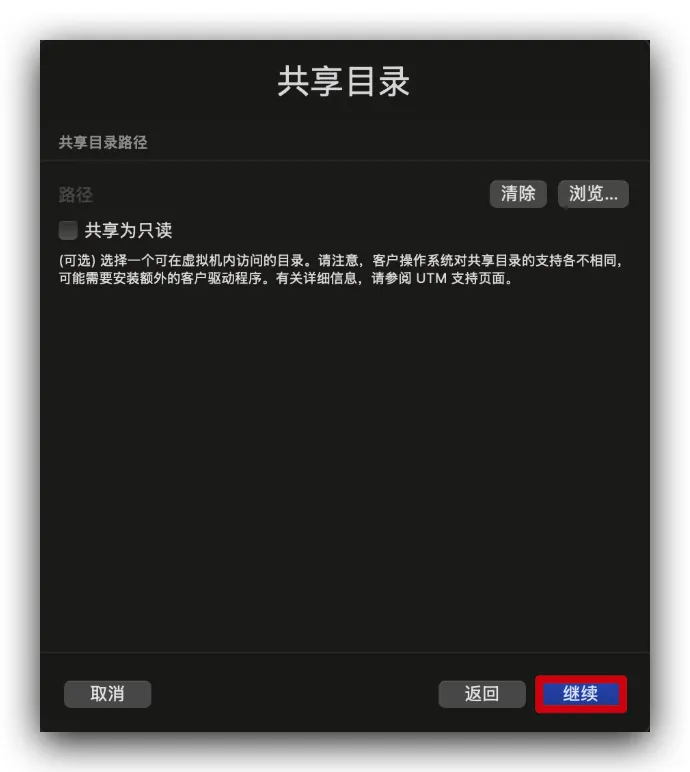 共享目录
共享目录路径
路径 清除 浏览...
共享为只读
(可选) 选择一个可在虚拟机内访问的目录。请注意，客户操作系统对共享目录的支持各不相同，
可能需要安装额外的客户驱动程序。有关详细信息，请参阅 UTM 支持页面。
取消 返回 继续